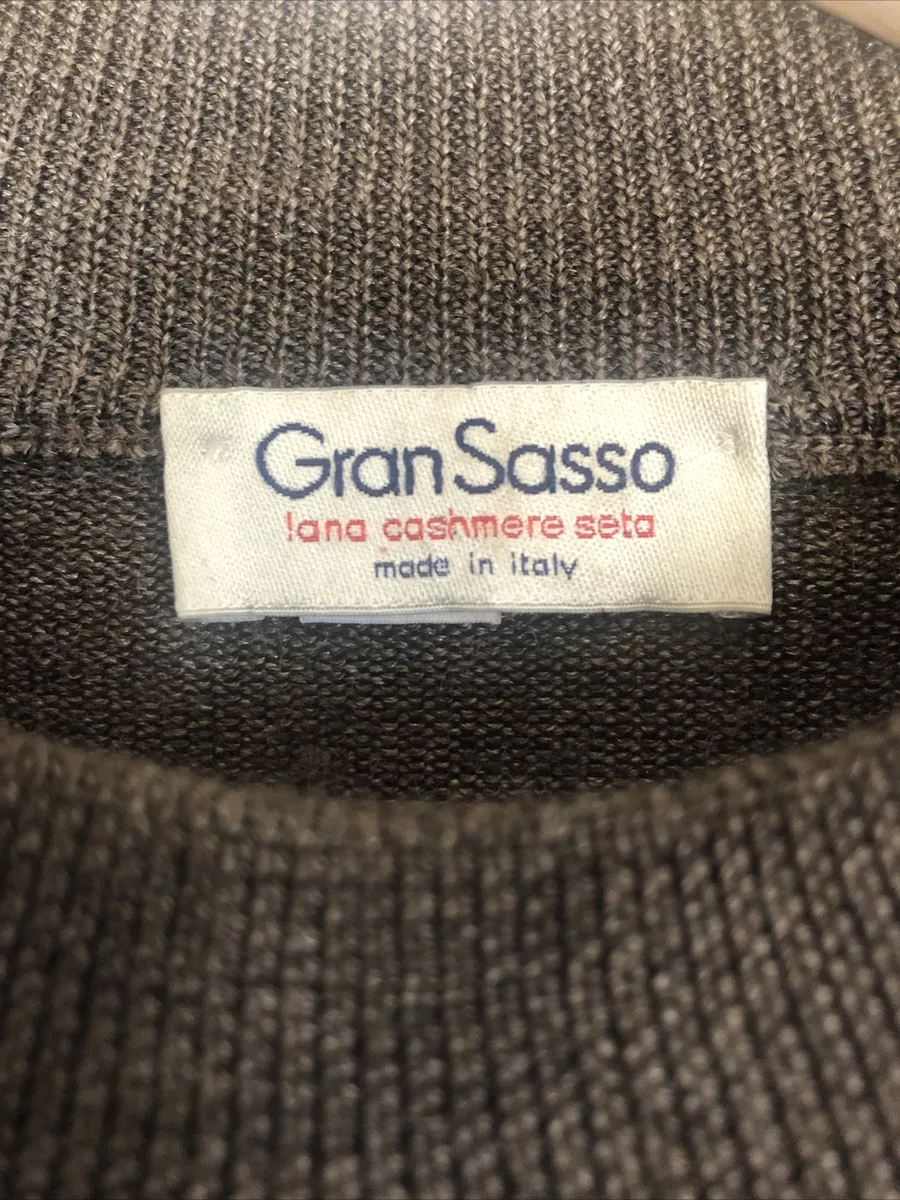 Gran Sasso
lana cashmere seta
made in italy